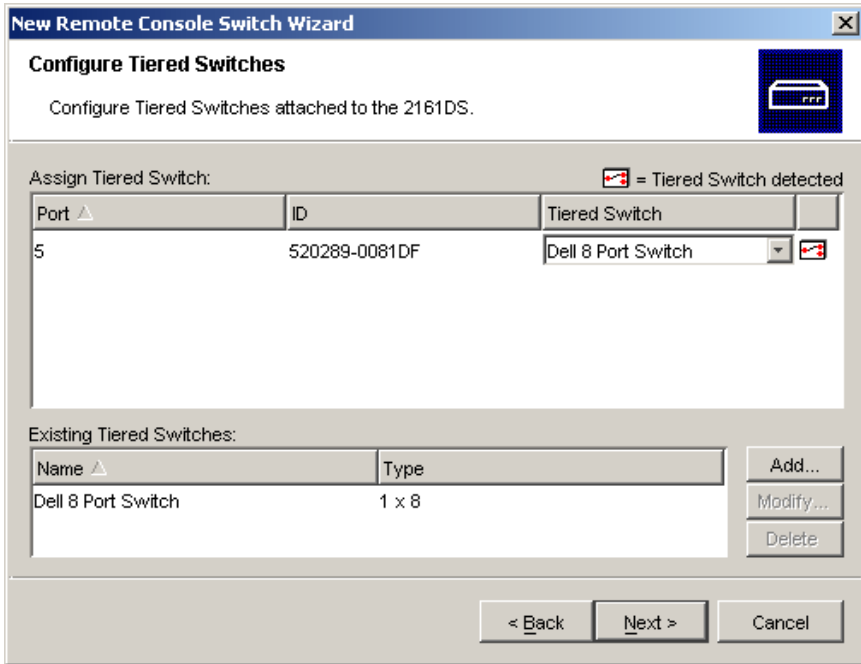 New Remote Console Switch Wizard
Configure Tiered Switches
Configure Tiered Switches attached to the 2161DS.
Assign Tiered Switch:
= Tiered Switch detected
Port ID Tiered Switch
5 520289-0081DF Dell 8 Port Switch
Existing Tiered Switches:
Name Type
Dell 8 Port Switch 1 x 8
Add...
Modify...
Delete
< Back Next > Cancel